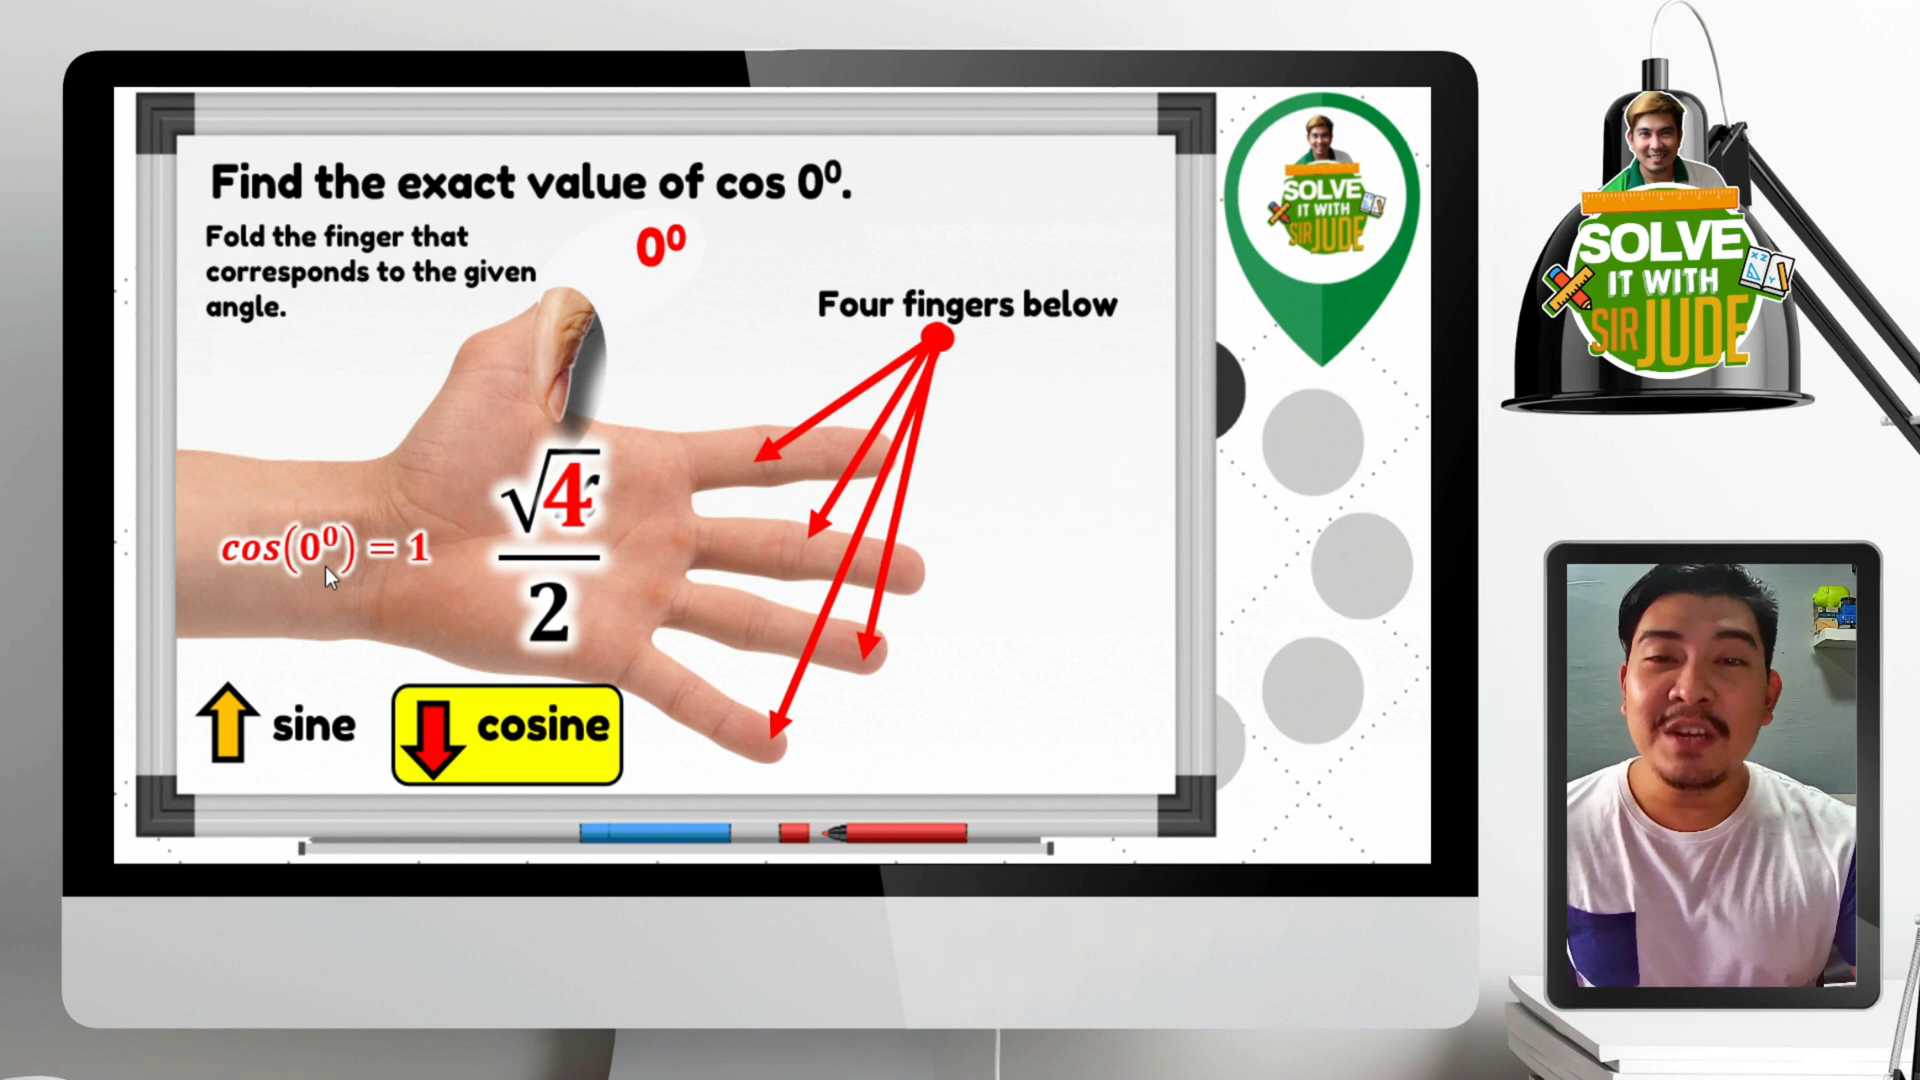 Find the exact value of cos 0⁰.
Fold the finger that
corresponds to the given
angle.
0⁰
Four fingers below
√4
2
cos(0⁰) = 1
sine
cosine
SOLVE
IT WITH
SIR JUDE
SOLVE
IT WITH
SIR JUDE